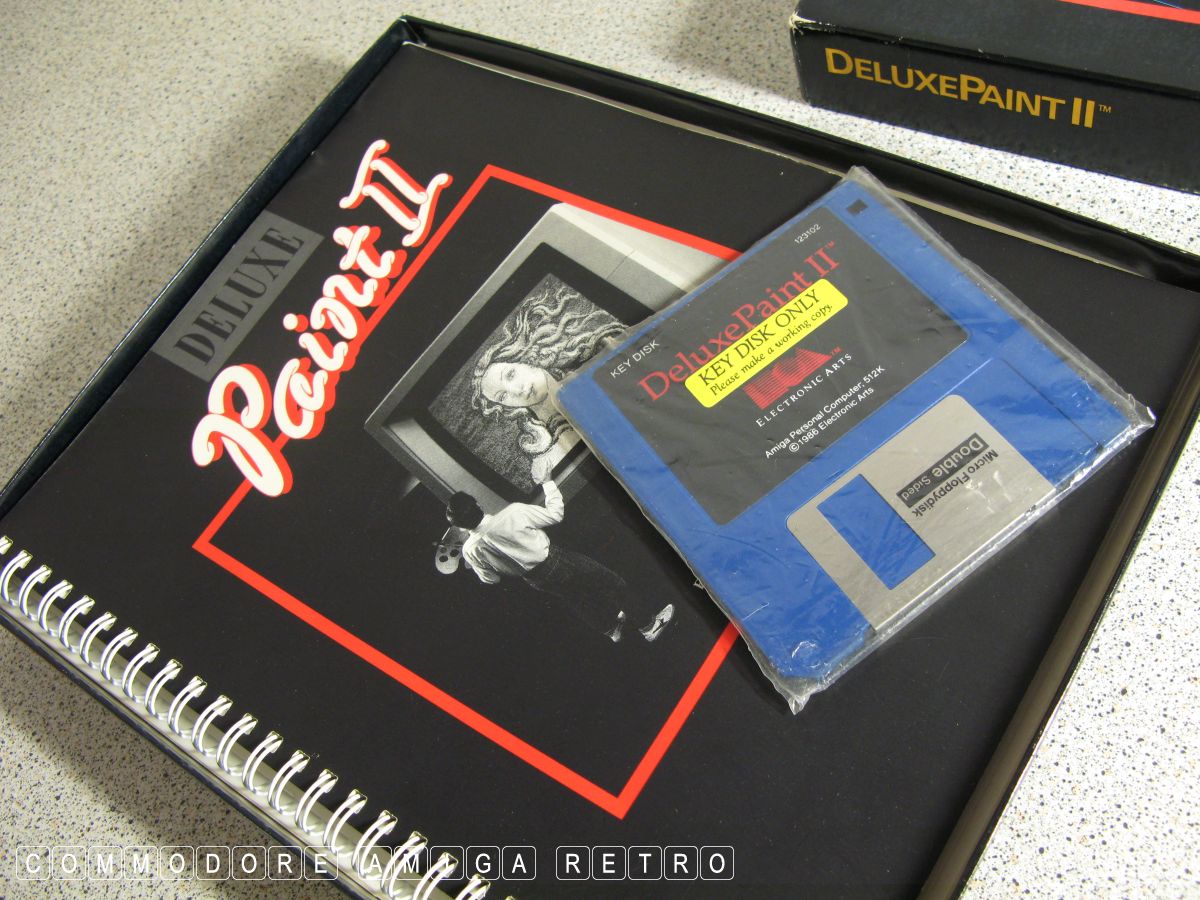 DELUXEPAINT II™
DELUXE
Paint II
123102
KEY DISK
DeluxePaint II™
KEY DISK ONLY
Please make a working copy.
ELECTRONIC ARTS™
Amiga Personal Computer: 512K
©1986 Electronic Arts
Micro Floppydisk
Double Sided
COMMODORE AMIGA RETRO